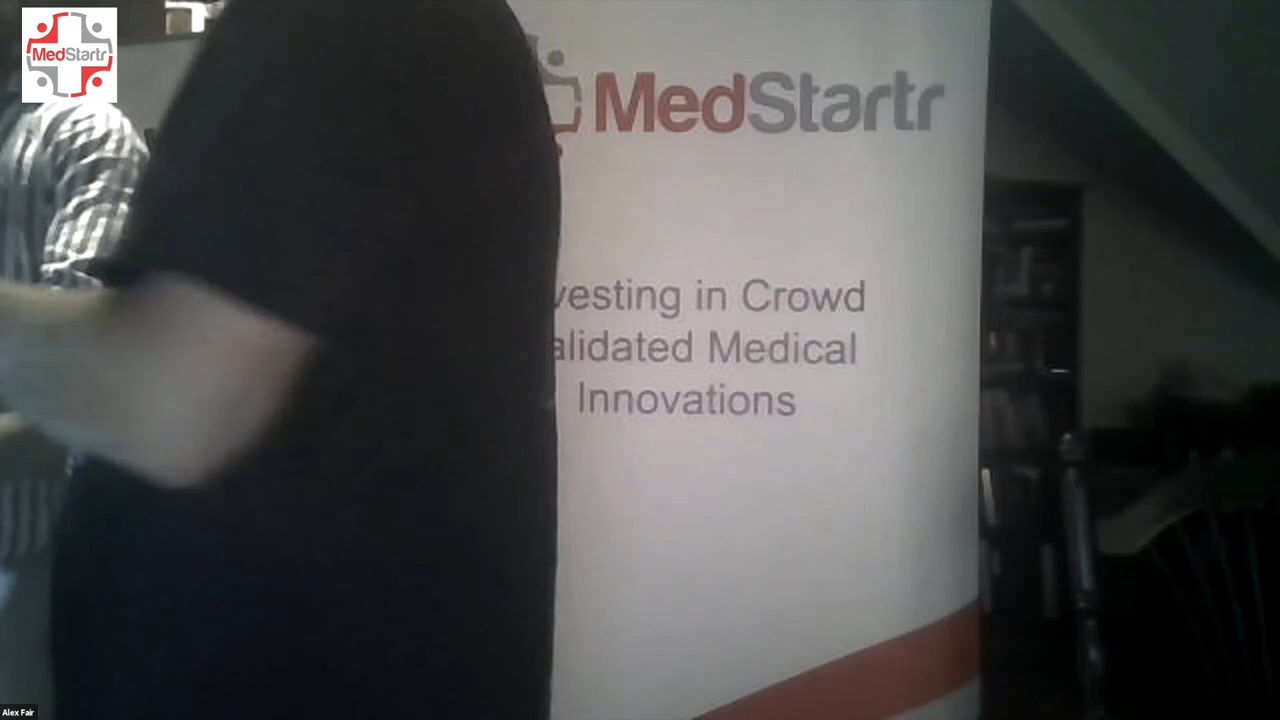 MedStartr
MedStartr
vesting in Crowd
alidated Medical
Innovations
Alex Fair